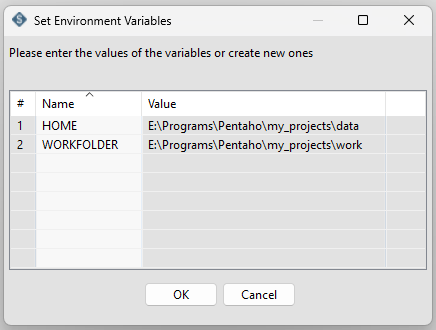 Set Environment Variables
Please enter the values of the variables or create new ones
# Name Value
1 HOME E:\Programs\Pentaho\my_projects\data
2 WORKFOLDER E:\Programs\Pentaho\my_projects\work
OK Cancel